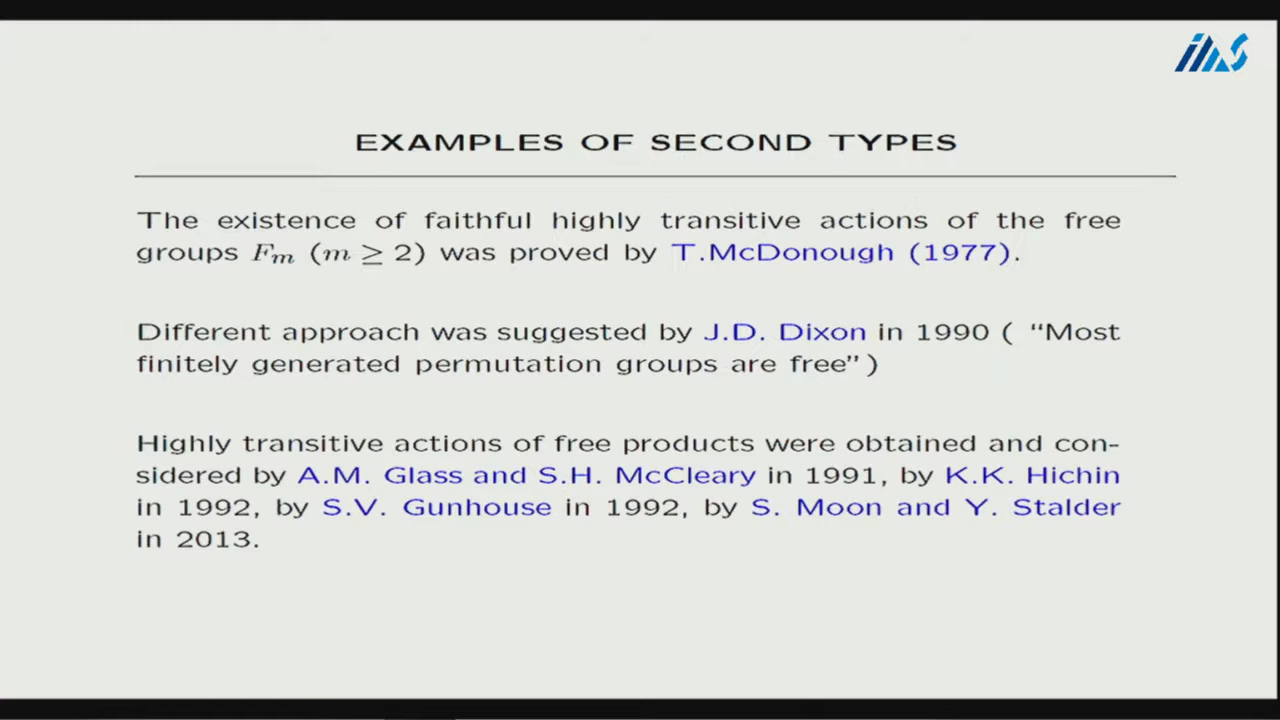 IIAS
EXAMPLES OF SECOND TYPES
The existence of faithful highly transitive actions of the free
groups Fₘ (m ≥ 2) was proved by T.McDonough (1977).
Different approach was suggested by J.D. Dixon in 1990 ( “Most
finitely generated permutation groups are free” )
Highly transitive actions of free products were obtained and con-
sidered by A.M. Glass and S.H. McCleary in 1991, by K.K. Hichin
in 1992, by S.V. Gunhouse in 1992, by S. Moon and Y. Stalder
in 2013.